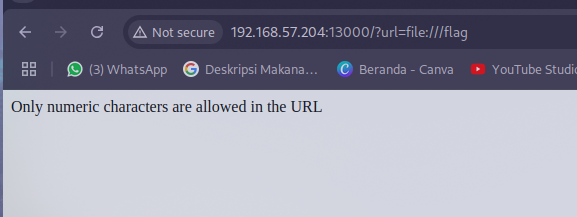 Not secure 192.168.57.204:13000/?url=file:///flag
(3) WhatsApp Deskripsi Makana... Beranda - Canva YouTube Studio
Only numeric characters are allowed in the URL